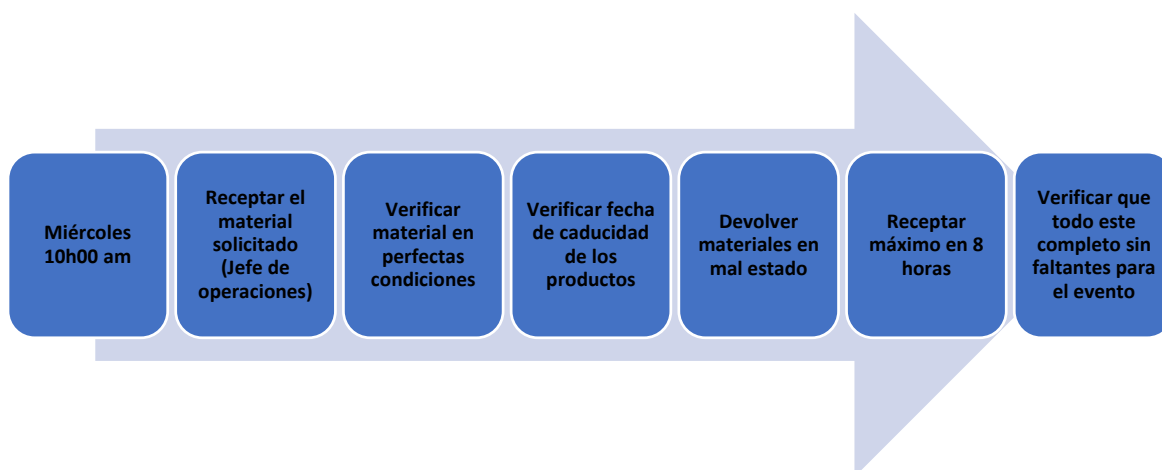 Miércoles
10h00 am
Receptar el
material
solicitado
(Jefe de
operaciones)
Verificar
material en
perfectas
condiciones
Verificar fecha
de caducidad
de los
productos
Devolver
materiales en
mal estado
Receptar
máximo en 8
horas
Verificar que
todo este
completo sin
faltantes para
el evento